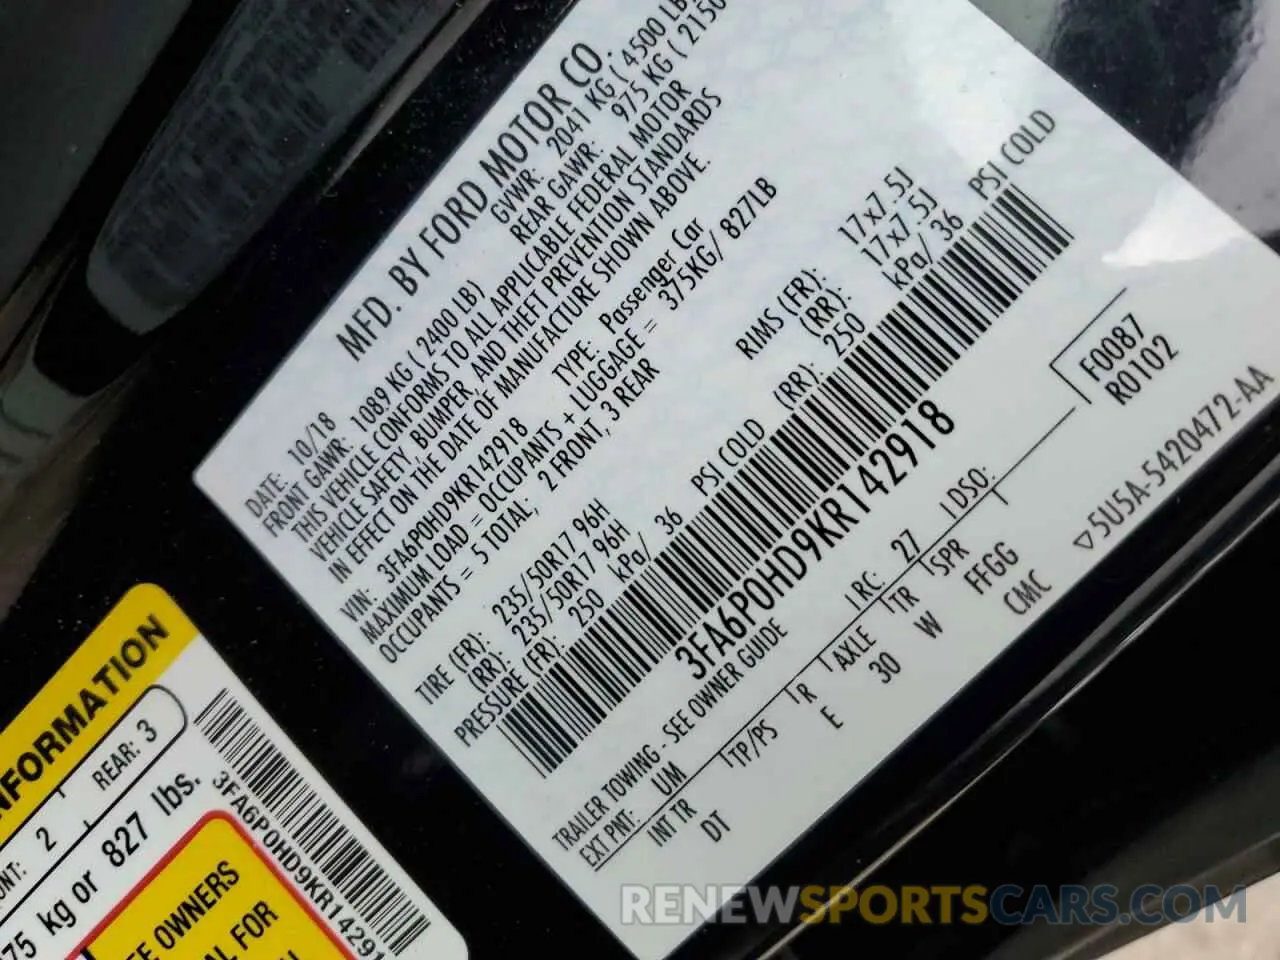 MFD. BY FORD MOTOR CO.
DATE: 10/18 GVWR: 2041 KG ( 4500 LB
FRONT GAWR: 1089 KG ( 2400 LB) REAR GAWR: 975 KG ( 2150
THIS VEHICLE CONFORMS TO ALL APPLICABLE FEDERAL MOTOR
VEHICLE SAFETY, BUMPER, AND THEFT PREVENTION STANDARDS
IN EFFECT ON THE DATE OF MANUFACTURE SHOWN ABOVE.
VIN: 3FA6P0HD9KR142918 TYPE: Passenger Car
MAXIMUM LOAD = OCCUPANTS + LUGGAGE = 375KG/ 827LB
OCCUPANTS = 5 TOTAL, 2 FRONT, 3 REAR
TIRE (FR): 235/50R17 96H RIMS (FR): 17x7.5J
(RR): 235/50R17 96H (RR): 17x7.5J
PRESSURE (FR): 250 kPa/ 36 PSI COLD (RR): 250 kPa/ 36 PSI COLD
3FA6P0HD9KR142918
F0087
R0102
TRAILER TOWING - SEE OWNER GUIDE
EXT PNT: UM RC: 27 DSO:
INT TR TP/PS R AXLE TR SPR
DT E 30 W FFGG
CMC
5U5A-5420472-AA
NFORMATION
NT: 2 REAR: 3
75 kg or 827 lbs.
3FA6P0HD9KR14291
EE OWNERS
AL FOR
RENEWSPORTSCARS.COM